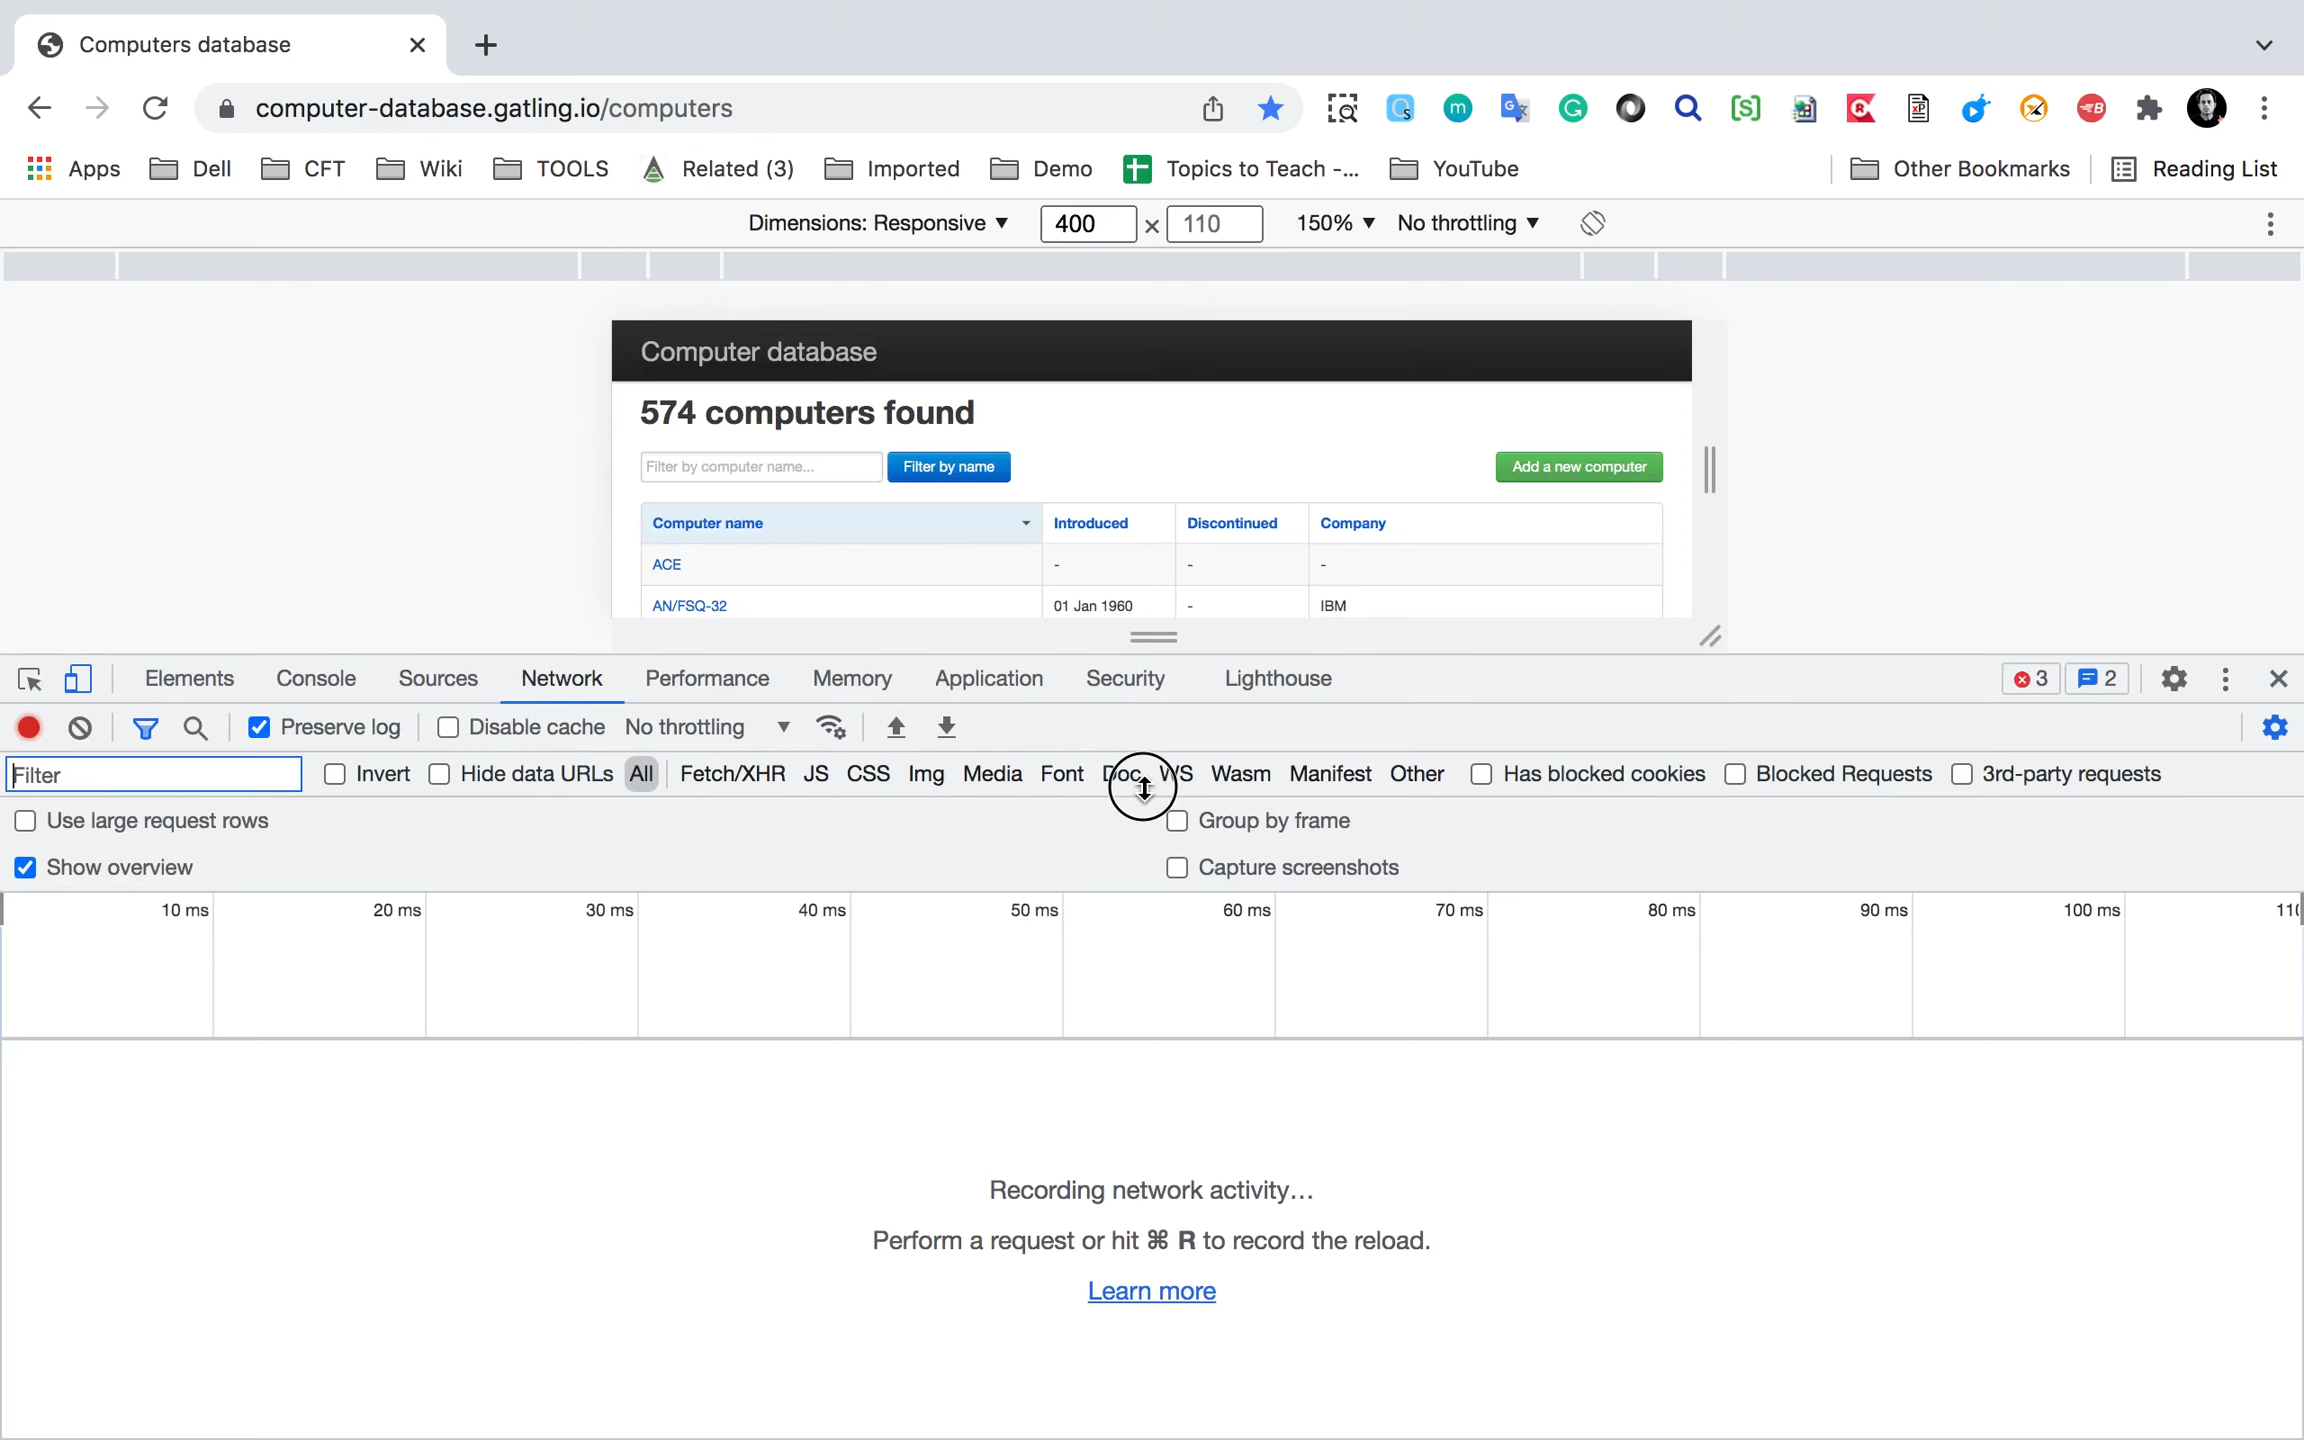 Computers database
computer-database.gatling.io/computers
Apps Dell CFT Wiki TOOLS Related (3) Imported Demo Topics to Teach -... YouTube Other Bookmarks Reading List
Dimensions: Responsive 400 × 110 150% No throttling
Computer database
574 computers found
Filter by computer name... Filter by name Add a new computer
Computer name Introduced Discontinued Company
ACE - - -
AN/FSQ-32 01 Jan 1960 - IBM
Elements Console Sources Network Performance Memory Application Security Lighthouse 3 2
Preserve log Disable cache No throttling
Filter Invert Hide data URLs All Fetch/XHR JS CSS Img Media Font Doc WS Wasm Manifest Other Has blocked cookies Blocked Requests 3rd-party requests
Use large request rows Group by frame
Show overview Capture screenshots
10 ms 20 ms 30 ms 40 ms 50 ms 60 ms 70 ms 80 ms 90 ms 100 ms
Recording network activity…
Perform a request or hit ⌘ R to record the reload.
Learn more